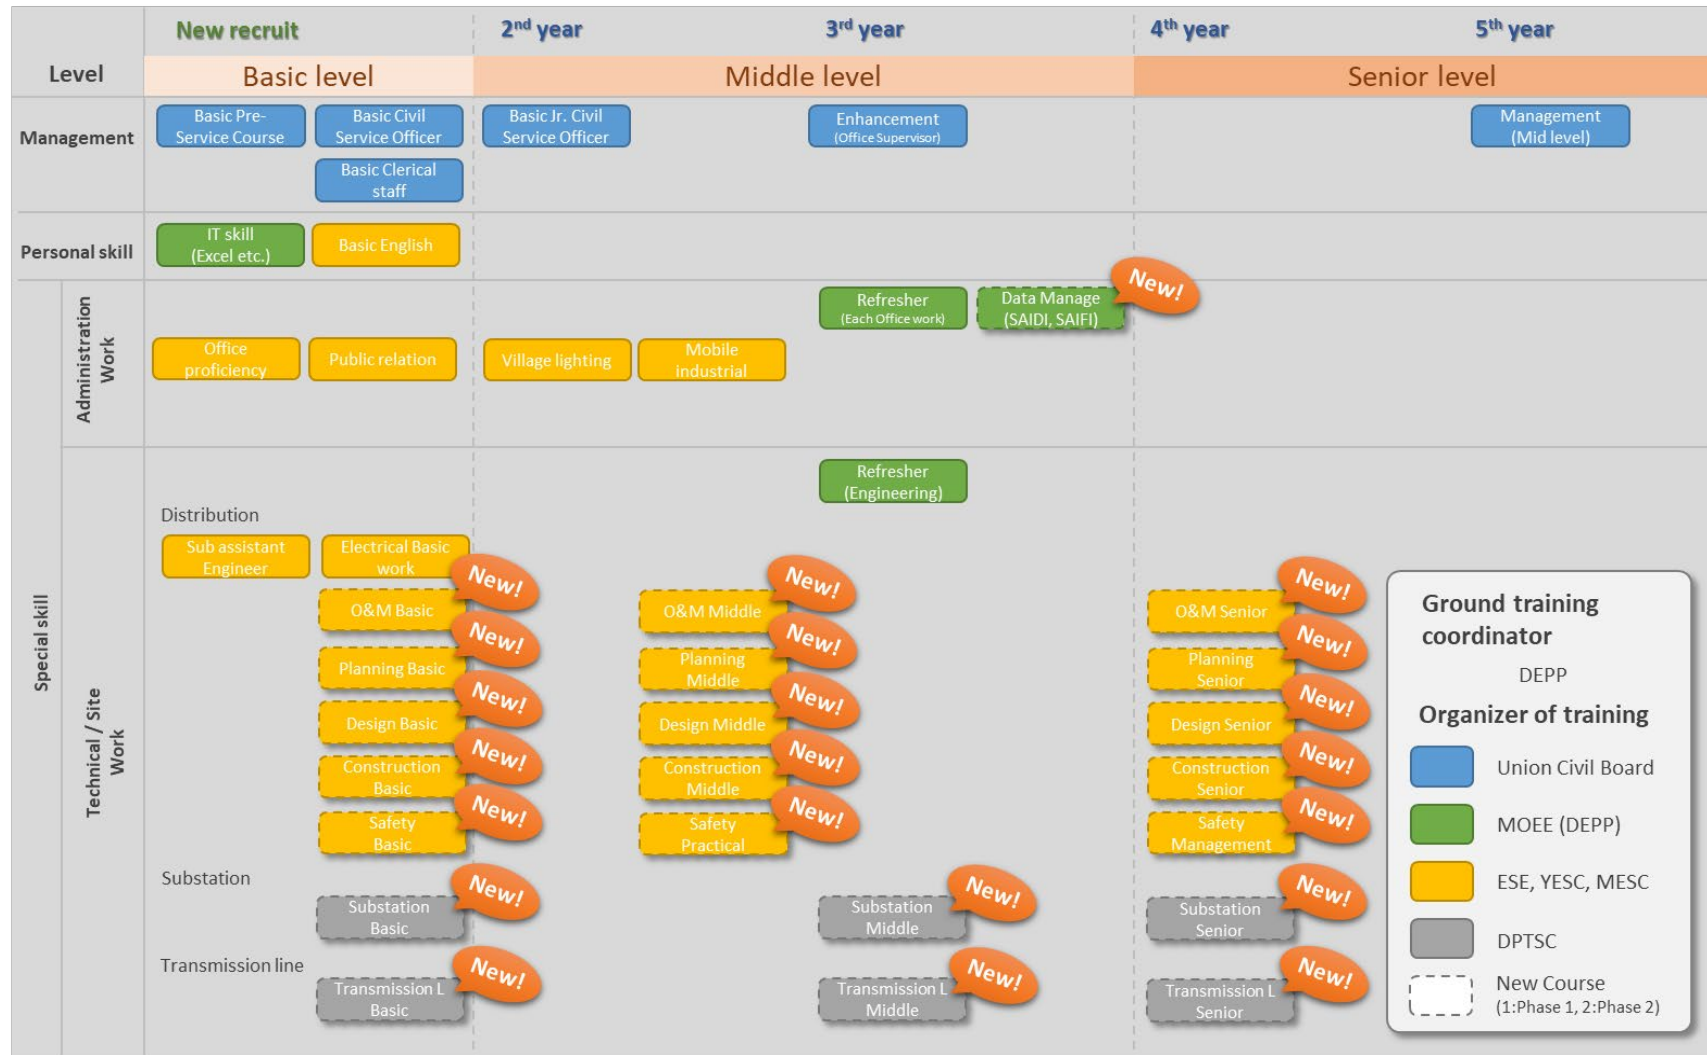 New recruit
2nd year
3rd year
4th year
5th year
Level
Basic level
Middle level
Senior level
Management
Basic Pre-
Service Course
Basic Civil
Service Officer
Basic Jr. Civil
Service Officer
Enhancement
(Office Supervisor)
Management
(Mid level)
Basic Clerical
staff
Personal skill
IT skill
(Excel etc.)
Basic English
Special skill
Administration
Work
Refresher
(Each Office work)
Data Manage
(SAIDI, SAIFI)
New!
Office
proficiency
Public relation
Village lighting
Mobile
industrial
Technical / Site
Work
Refresher
(Engineering)
Distribution
Sub assistant
Engineer
Electrical Basic
work
O&M Basic
New!
O&M Middle
New!
O&M Senior
New!
Planning Basic
New!
Planning
Middle
New!
Planning
Senior
New!
Design Basic
New!
Design Middle
New!
Design Senior
New!
Construction
Basic
New!
Construction
Middle
New!
Construction
Senior
New!
Safety
Basic
New!
Safety
Practical
New!
Safety
Management
New!
Substation
Substation
Basic
New!
Substation
Middle
New!
Substation
Senior
New!
Transmission line
Transmission L
Basic
New!
Transmission L
Middle
New!
Transmission L
Senior
New!
Ground training
coordinator
DEPP
Organizer of training
Union Civil Board
MOEE (DEPP)
ESE, YESC, MESC
DPTSC
New Course
(1:Phase 1, 2:Phase 2)